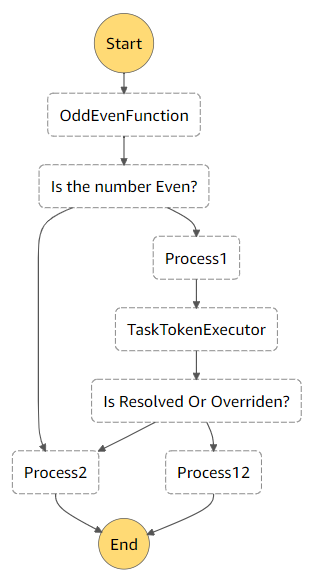 Start
OddEvenFunction
Is the number Even?
Process1
TaskTokenExecutor
Is Resolved Or Overriden?
Process2
Process12
End